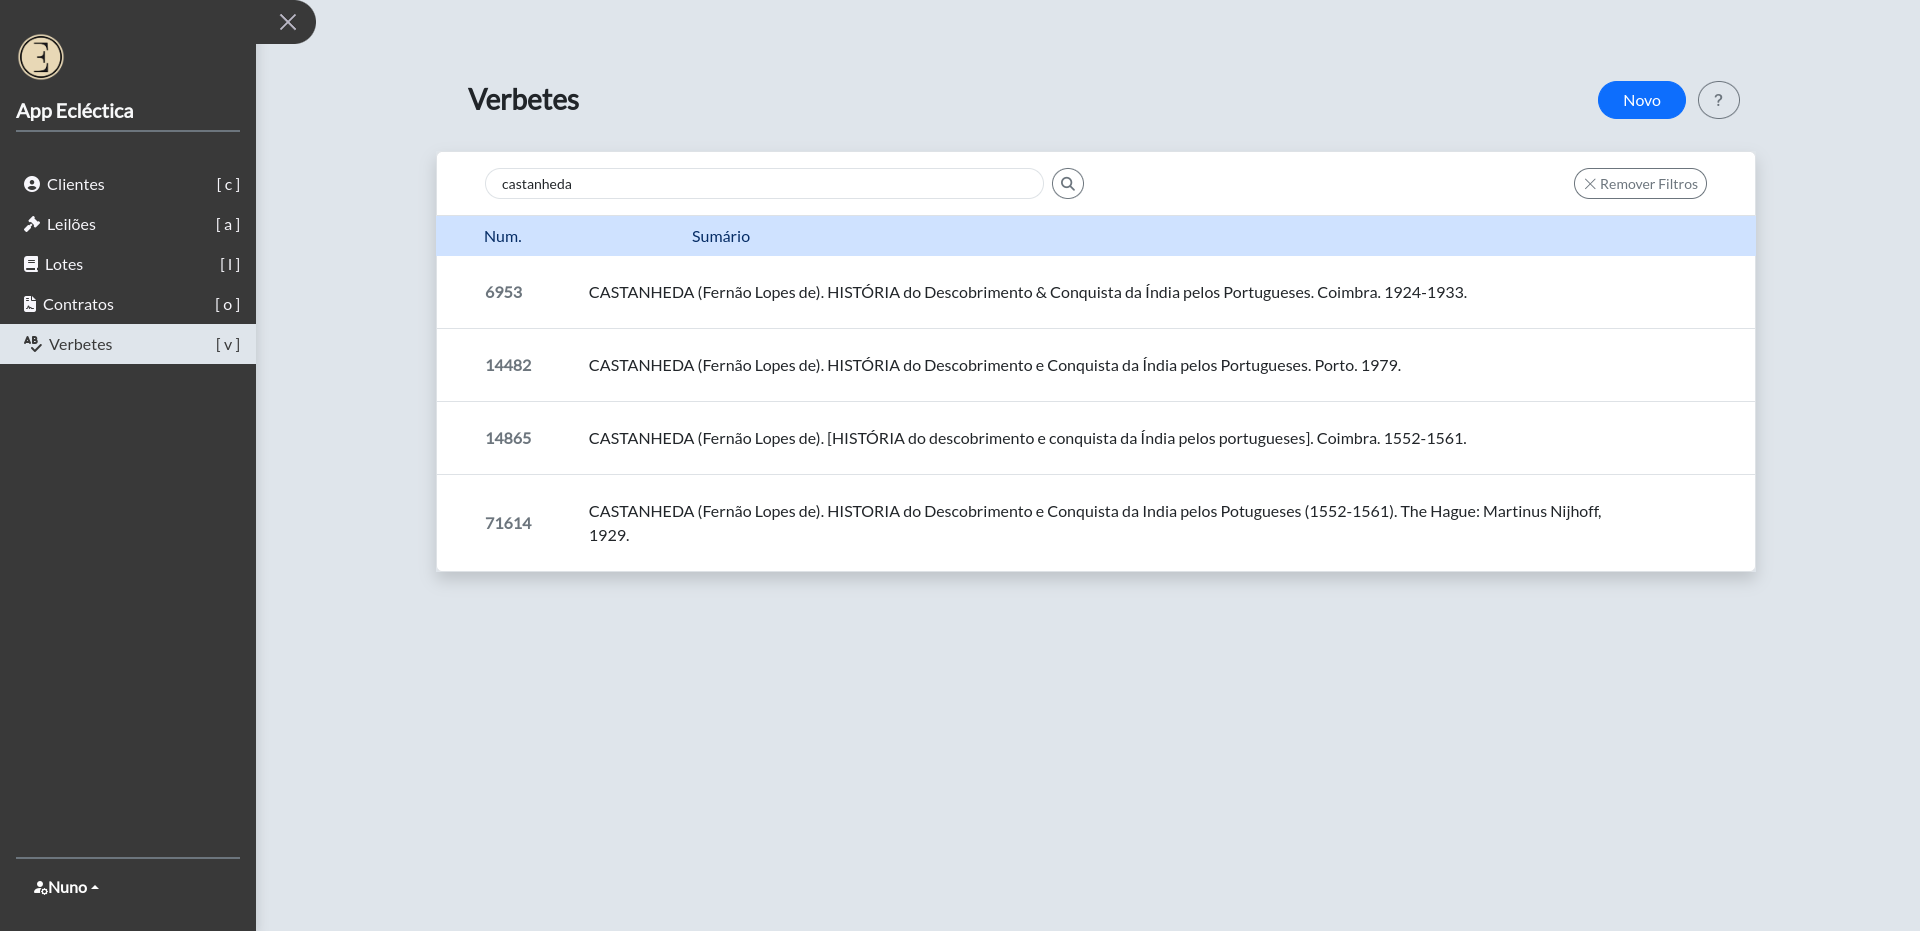 E
App Ecléctica
Clientes [ c ]
Leilões [ a ]
Lotes [ l ]
Contratos [ o ]
AB Verbetes [ v ]
Nuno
Verbetes
Novo ?
castanheda Remover Filtros
Num. Sumário
6953 CASTANHEDA (Fernão Lopes de). HISTÓRIA do Descobrimento & Conquista da Índia pelos Portugueses. Coimbra. 1924-1933.
14482 CASTANHEDA (Fernão Lopes de). HISTÓRIA do Descobrimento e Conquista da Índia pelos Portugueses. Porto. 1979.
14865 CASTANHEDA (Fernão Lopes de). [HISTÓRIA do descobrimento e conquista da Índia pelos portugueses]. Coimbra. 1552-1561.
71614 CASTANHEDA (Fernão Lopes de). HISTORIA do Descobrimento e Conquista da India pelos Potugueses (1552-1561). The Hague: Martinus Nijhoff,
1929.